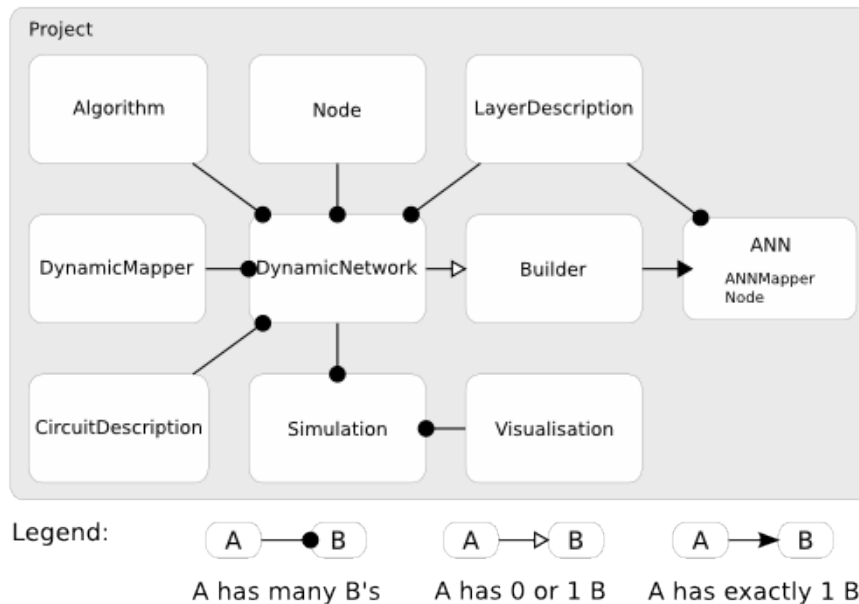 Project
Algorithm
Node
LayerDescription
DynamicMapper
DynamicNetwork
Builder
ANN
ANNMapper
Node
CircuitDescription
Simulation
Visualisation
Legend:
A
B
A
B
A
B
A has many B's
A has 0 or 1 B
A has exactly 1 B